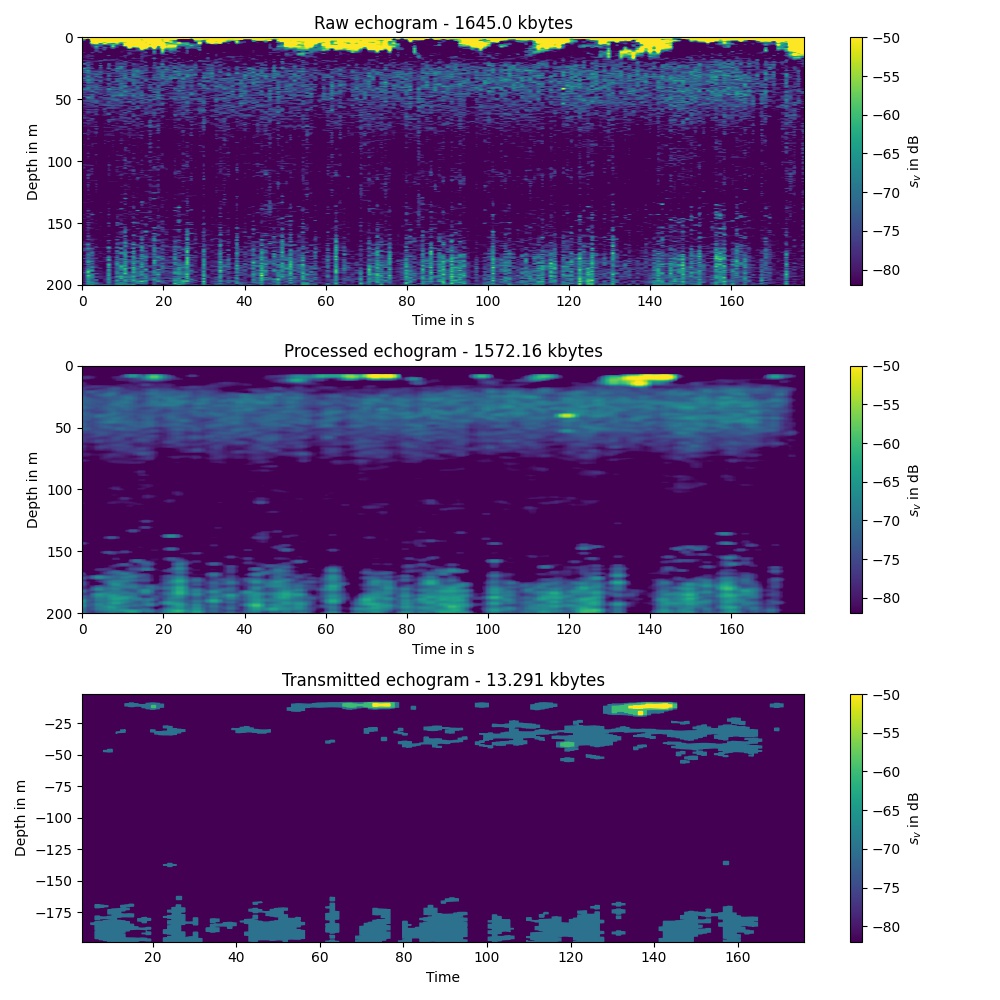 Raw echogram - 1645.0 kbytes
0
50
100
150
200
Depth in m
0 20 40 60 80 100 120 140 160
Time in s
−50
−55
−60
−65
−70
−75
−80
sv in dB
Processed echogram - 1572.16 kbytes
0
50
100
150
200
Depth in m
0 20 40 60 80 100 120 140 160
Time in s
−50
−55
−60
−65
−70
−75
−80
sv in dB
Transmitted echogram - 13.291 kbytes
−25
−50
−75
−100
−125
−150
−175
Depth in m
20 40 60 80 100 120 140 160
Time
−50
−55
−60
−65
−70
−75
−80
sv in dB